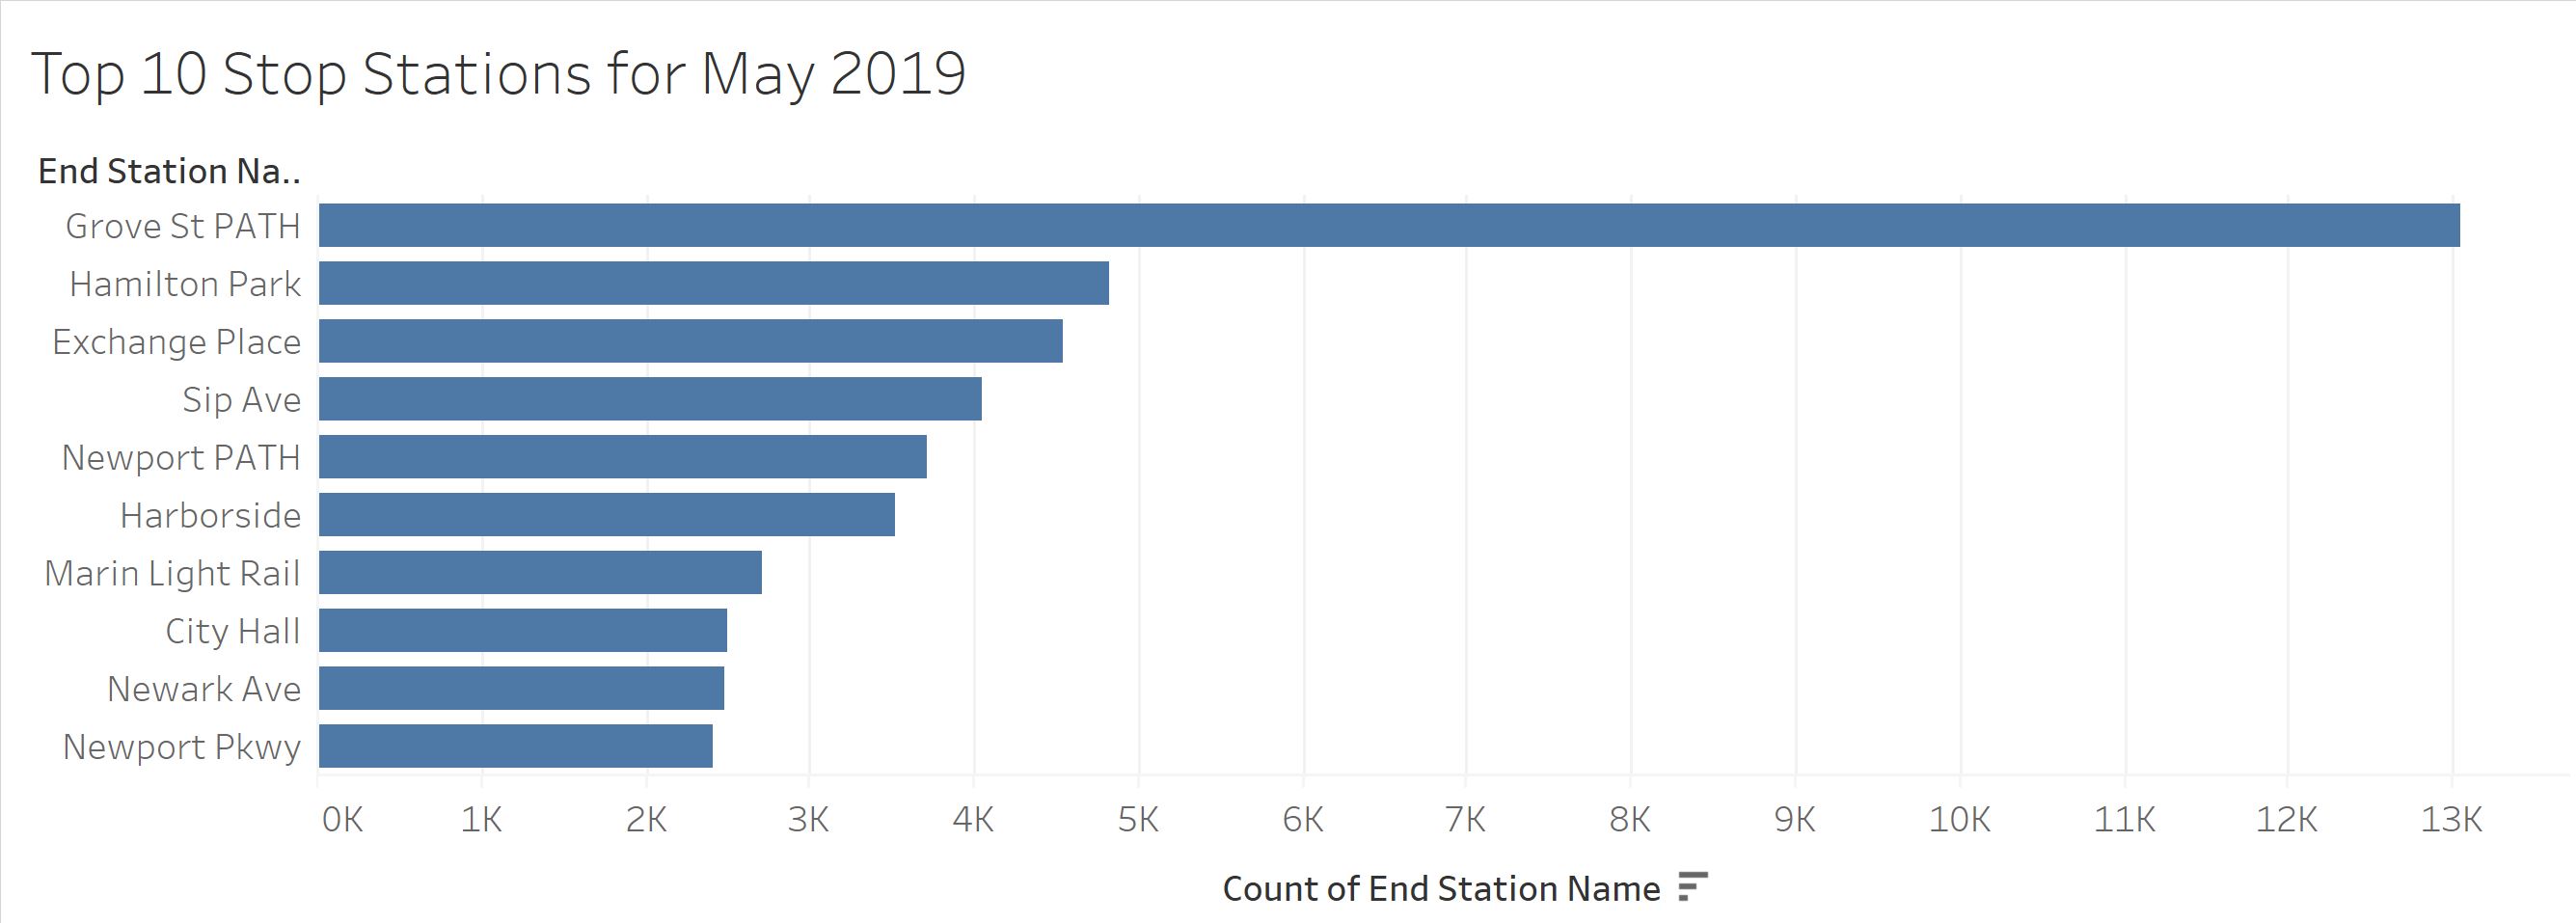 Top 10 Stop Stations for May 2019
End Station Na..
Grove St PATH
Hamilton Park
Exchange Place
Sip Ave
Newport PATH
Harborside
Marin Light Rail
City Hall
Newark Ave
Newport Pkwy
0K 1K 2K 3K 4K 5K 6K 7K 8K 9K 10K 11K 12K 13K
Count of End Station Name